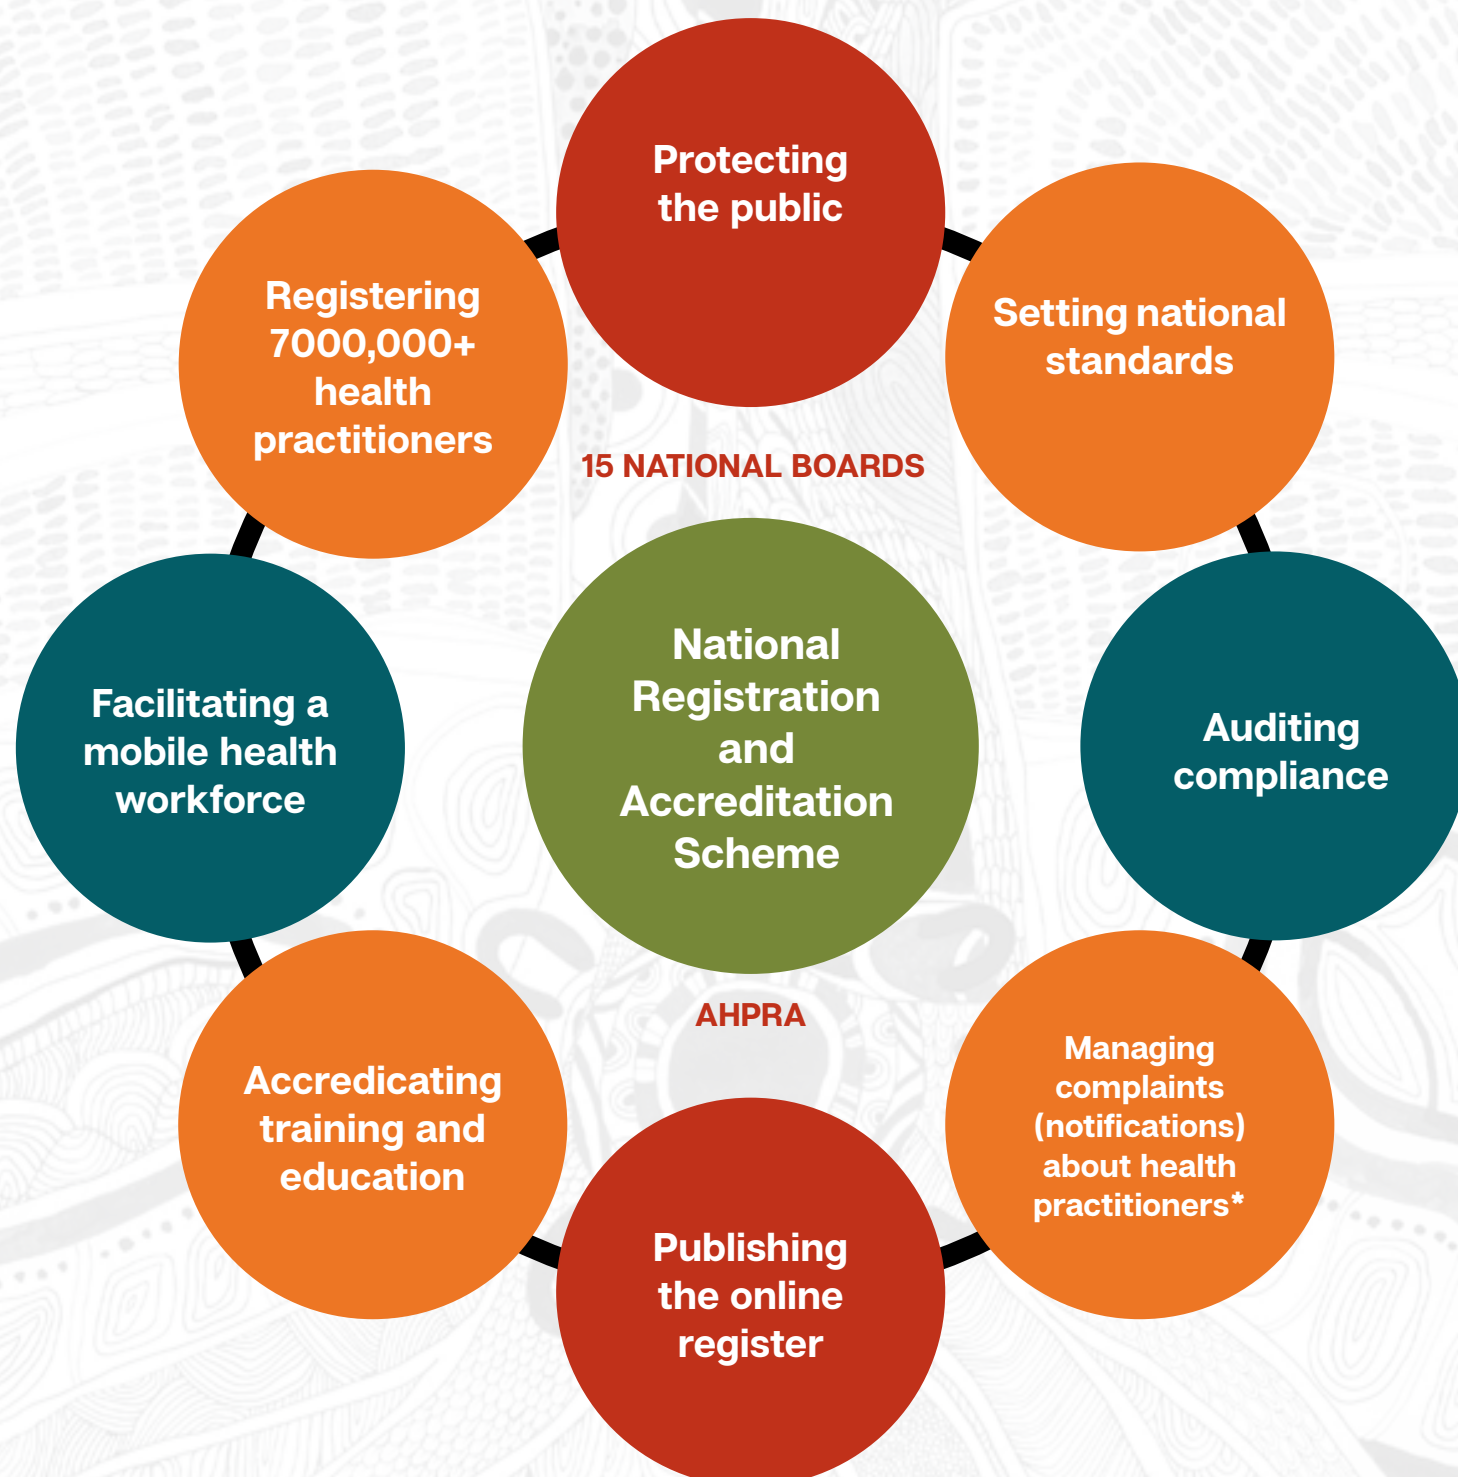 Protecting
the public
Setting national
standards
Auditing
compliance
Managing
complaints
(notifications)
about health
practitioners*
Publishing
the online
register
Accredicating
training and
education
Facilitating a
mobile health
workforce
Registering
7000,000+
health
practitioners
15 NATIONAL BOARDS
National
Registration
and
Accreditation
Scheme
AHPRA